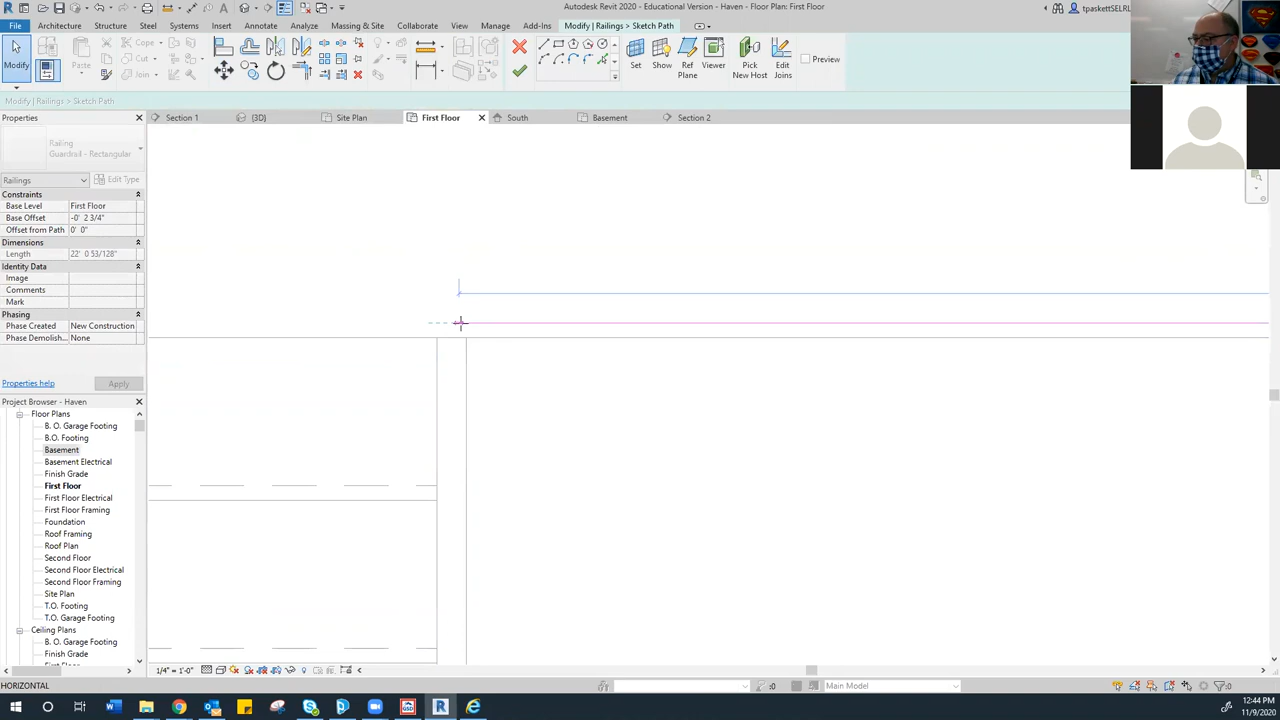 Autodesk Revit 2020 - Educational Version - Haven - Floor Plan: First Floor
tpaskettSELRL...
File Architecture Structure Steel Systems Insert Annotate Analyze Massing & Site Collaborate View Manage Add-Ins Modify | Railings > Sketch Path
Modify Paste Cope Cut Join Set Show Ref Plane Viewer Pick New Host Edit Joins Preview
Modify | Railings > Sketch Path
Properties
Section 1 {3D} Site Plan First Floor South Basement Section 2
Railing
Guardrail - Rectangular
Railings Edit Type
Constraints
Base Level First Floor
Base Offset -0' 2 3/4"
Offset from Path 0' 0"
Dimensions
Length 22' 0 53/128"
Identity Data
Image
Comments
Mark
Phasing
Phase Created New Construction
Phase Demolish... None
Properties help Apply
Project Browser - Haven
Floor Plans
B. O. Garage Footing
B.O. Footing
Basement
Basement Electrical
Finish Grade
First Floor
First Floor Electrical
First Floor Framing
Foundation
Roof Framing
Roof Plan
Second Floor
Second Floor Electrical
Second Floor Framing
Site Plan
T.O. Footing
T.O. Garage Footing
Ceiling Plans
B. O. Garage Footing
Finish Grade
1/4" = 1'-0"
HORIZONTAL
:0 Main Model :0
12:44 PM
11/9/2020